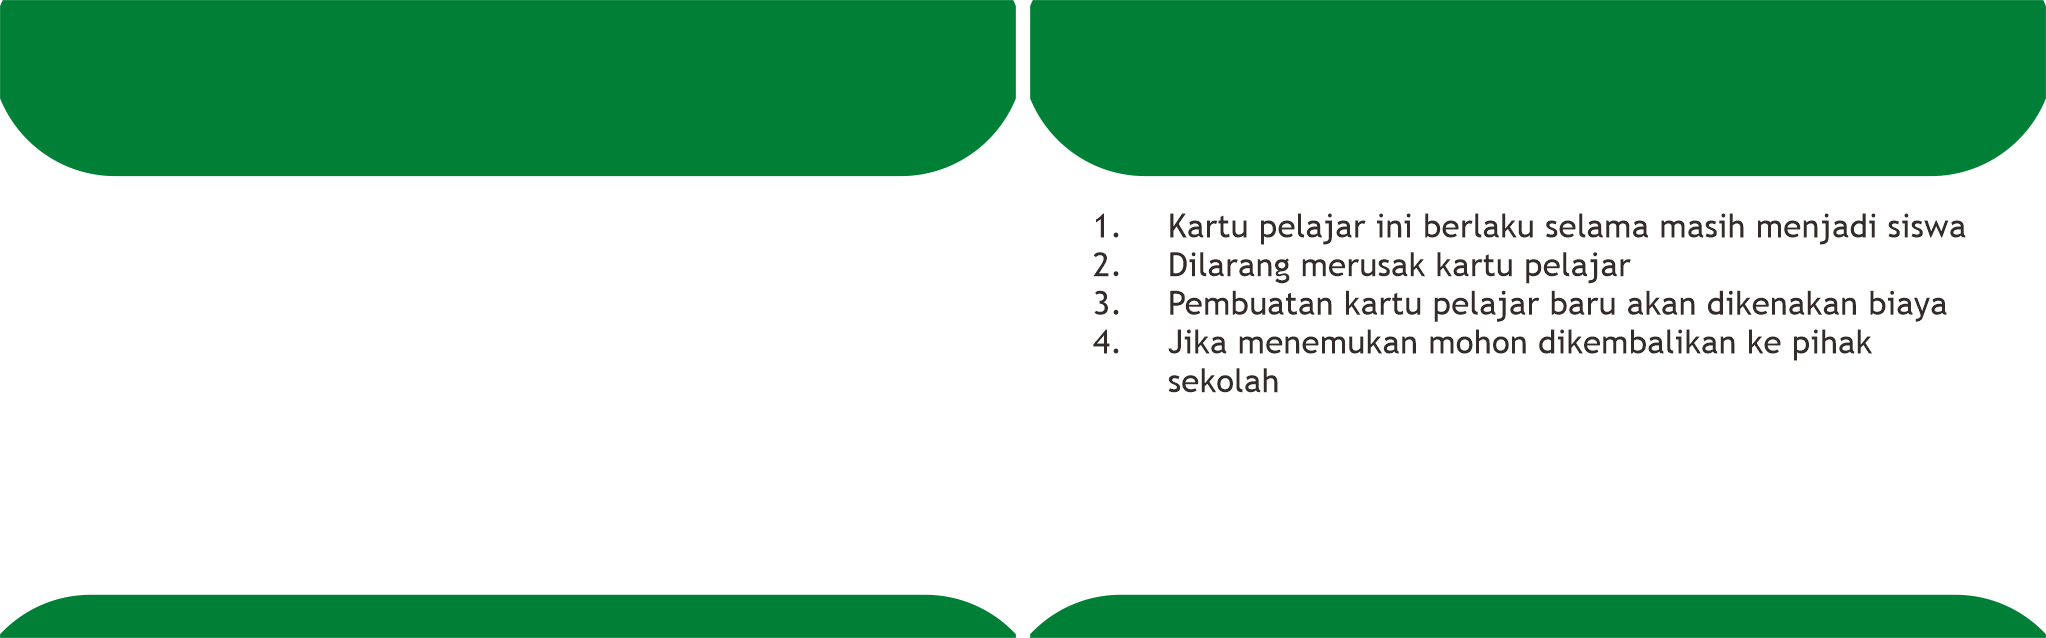 1. Kartu pelajar ini berlaku selama masih menjadi siswa
2. Dilarang merusak kartu pelajar
3. Pembuatan kartu pelajar baru akan dikenakan biaya
4. Jika menemukan mohon dikembalikan ke pihak
sekolah